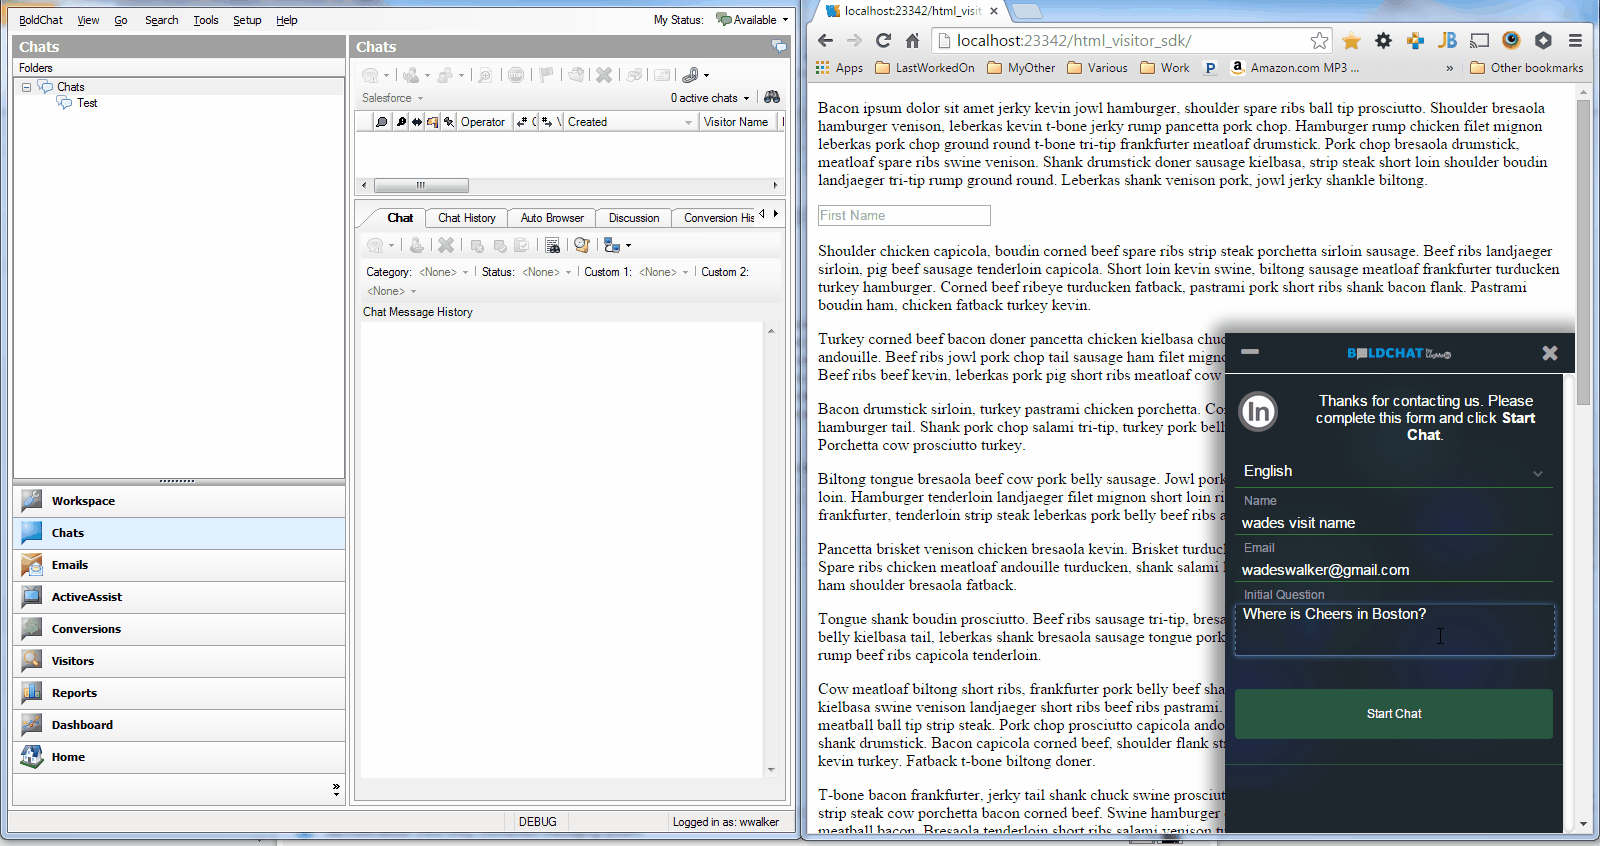 BoldChat View Go Search Tools Setup Help My Status: Available
Chats
Folders
Chats
Test
Workspace
Chats
Emails
ActiveAssist
Conversions
Visitors
Reports
Dashboard
Home
Chats
Salesforce 0 active chats
Operator Created Visitor Name
Chat Chat History Auto Browser Discussion Conversion His
Category: <None> Status: <None> Custom 1: <None> Custom 2:
<None>
Chat Message History
DEBUG Logged in as: wwalker
localhost:23342/html_visit
localhost:23342/html_visitor_sdk/
Apps LastWorkedOn MyOther Various Work Amazon.com MP3 ... » Other bookmarks
Bacon ipsum dolor sit amet jerky kevin jowl hamburger, shoulder spare ribs ball tip prosciutto. Shoulder bresaola
hamburger venison, leberkas kevin t-bone jerky rump pancetta pork chop. Hamburger rump chicken filet mignon
leberkas pork chop ground round t-bone tri-tip frankfurter meatloaf drumstick. Pork chop bresaola drumstick,
meatloaf spare ribs swine venison. Shank drumstick doner sausage kielbasa, strip steak short loin shoulder boudin
landjaeger tri-tip rump ground round. Leberkas shank venison pork, jowl jerky shankle biltong.
First Name
Shoulder chicken capicola, boudin corned beef spare ribs strip steak porchetta sirloin sausage. Beef ribs landjaeger
sirloin, pig beef sausage tenderloin capicola. Short loin kevin swine, biltong sausage meatloaf frankfurter turducken
turkey hamburger. Corned beef ribeye turducken fatback, pastrami pork short ribs shank bacon flank. Pastrami
boudin ham, chicken fatback turkey kevin.
Turkey corned beef bacon doner pancetta chicken kielbasa chuc
andouille. Beef ribs jowl pork chop tail sausage ham filet migno
Beef ribs beef kevin, leberkas pork pig short ribs meatloaf cow
Bacon drumstick sirloin, turkey pastrami chicken porchetta. Co
hamburger tail. Shank pork chop salami tri-tip, turkey pork bell
Porchetta cow prosciutto turkey.
Biltong tongue bresaola beef cow pork belly sausage. Jowl pork
loin. Hamburger tenderloin landjaeger filet mignon short loin ri
frankfurter, tenderloin strip steak leberkas pork belly beef ribs a
Pancetta brisket venison chicken bresaola kevin. Brisket turduc
Spare ribs chicken meatloaf andouille turducken, shank salami
ham shoulder bresaola fatback.
Tongue shank boudin prosciutto. Beef ribs sausage tri-tip, bresa
belly kielbasa tail, leberkas shank bresaola sausage tongue pork
rump beef ribs capicola tenderloin.
Cow meatloaf biltong short ribs, frankfurter pork belly beef sha
kielbasa swine venison landjaeger short ribs beef ribs pastrami.
meatball ball tip strip steak. Pork chop prosciutto capicola ando
shank drumstick. Bacon capicola corned beef, shoulder flank str
kevin turkey. Fatback t-bone biltong doner.
T-bone bacon frankfurter, jerky tail shank chuck swine prosciut
strip steak cow porchetta bacon corned beef. Swine hamburger
meatball bacon. Bresaola tenderloin short ribs salami venison t
BOLDCHAT by LogMeIn
In
Thanks for contacting us. Please
complete this form and click Start
Chat.
English
Name
wades visit name
Email
wadeswalker@gmail.com
Initial Question
Where is Cheers in Boston?
Start Chat